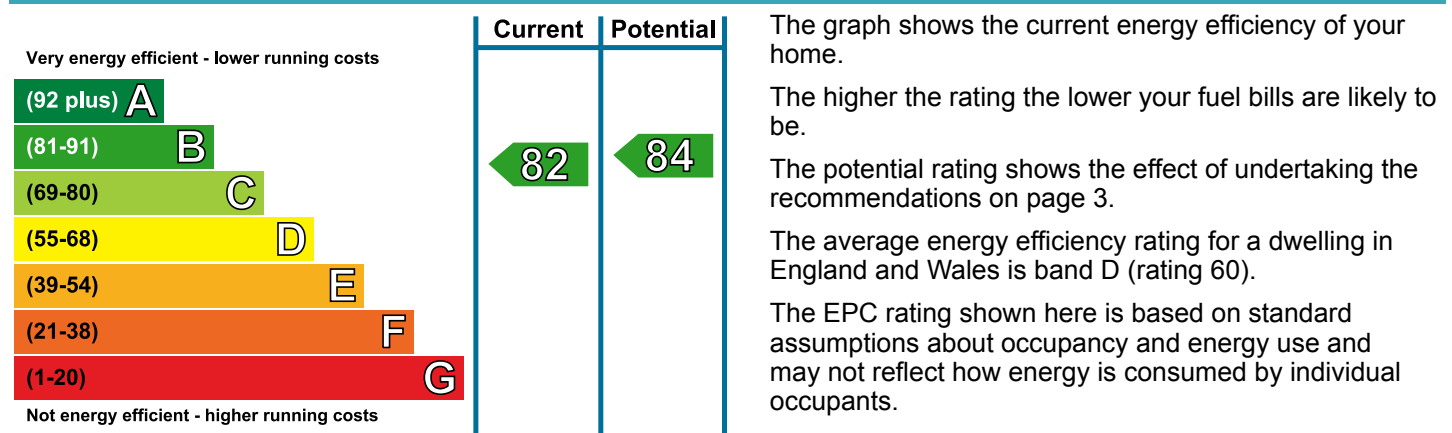 Current Potential
Very energy efficient - lower running costs
(92 plus) A
(81-91) B
(69-80) C
(55-68) D
(39-54) E
(21-38) F
(1-20) G
Not energy efficient - higher running costs
82
84
The graph shows the current energy efficiency of your
home.
The higher the rating the lower your fuel bills are likely to
be.
The potential rating shows the effect of undertaking the
recommendations on page 3.
The average energy efficiency rating for a dwelling in
England and Wales is band D (rating 60).
The EPC rating shown here is based on standard
assumptions about occupancy and energy use and
may not reflect how energy is consumed by individual
occupants.